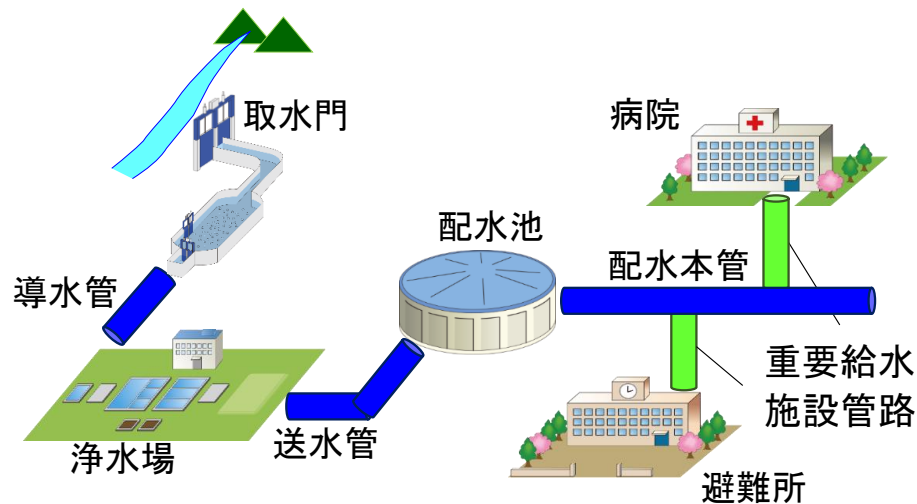 取水門
病院
配水池
配水本管
導水管
重要給水
施設管路
浄水場
送水管
避難所